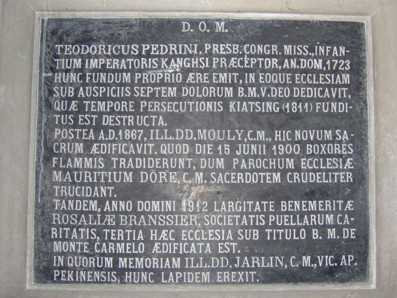 D. O. M.
TEODORICUS PEDRINI, PRESB. CONGR. MISS., INFAN-
TIUM IMPERATORIS KANGHSI PRÆCEPTOR, AN. DOM, 1723
HUNC FUNDUM PROPRIO ÆRE EMIT, IN EOQUE ECCLESIAM
SUB AUSPICIIS SEPTEM DOLORUM B.M.V. DEO DEDICAVIT,
QUÆ TEMPORE PERSECUTIONIS KIATSING (1811) FUNDI-
TUS EST DESTRUCTA.
POSTEA A.D. 1867, ILL. DD. MOULY, C.M., HIC NOVUM SA-
CRUM ÆDIFICAVIT. QUOD DIE 15 JUNII 1900, BOXORES
FLAMMIS TRADIDERUNT, DUM PAROCHUM ECCLESIÆ
MAURITIUM DORÉ, C.M. SACERDOTEM CRUDELITER
TRUCIDANT.
TANDEM, ANNO DOMINI 1912 LARGITATE BENEMERITÆ
ROSALIÆ BRANSSIER, SOCIETATIS PUELLARUM CA-
RITATIS, TERTIA HÆC ECCLESIA SUB TITULO B. M. DE
MONTE CARMELO ÆDIFICATA EST.
IN QUORUM MEMORIAM ILL. DD. JARLIN, C. M., VIC. AP.
PEKINENSIS, HUNC LAPIDEM EREXIT.